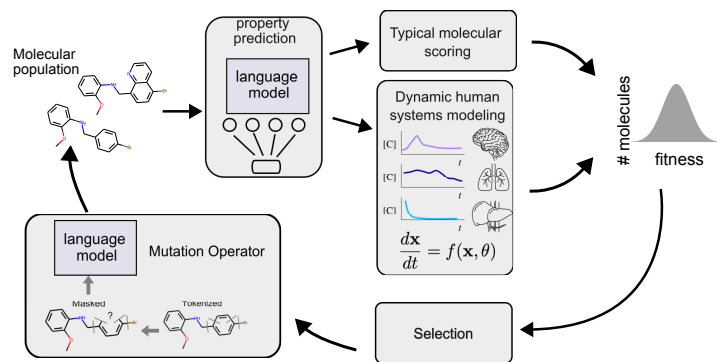 Molecular
population
property
prediction
language
model
Typical molecular
scoring
Dynamic human
systems modeling
[C]
t
[C]
t
[C]
t
dx/dt = f(x, θ)
# molecules
fitness
language
model
Mutation Operator
Masked
?
Tokenized
Selection